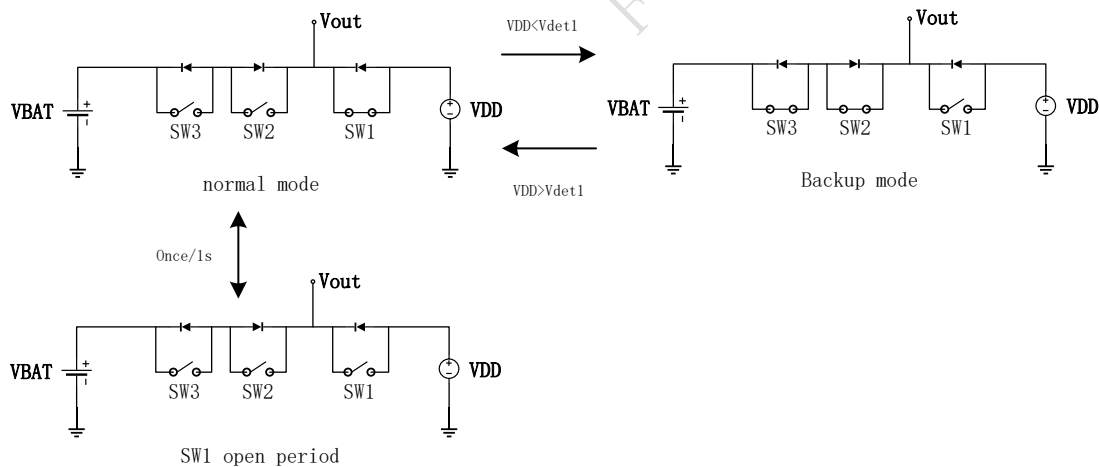 Vout
VBAT
+
-
SW3
SW2
SW1
+
-
VDD
normal mode
VDD<Vdet1
VDD>Vdet1
Vout
VBAT
+
-
SW3
SW2
SW1
+
-
VDD
Backup mode
Once/1s
Vout
VBAT
+
-
SW3
SW2
SW1
+
-
VDD
SW1 open period